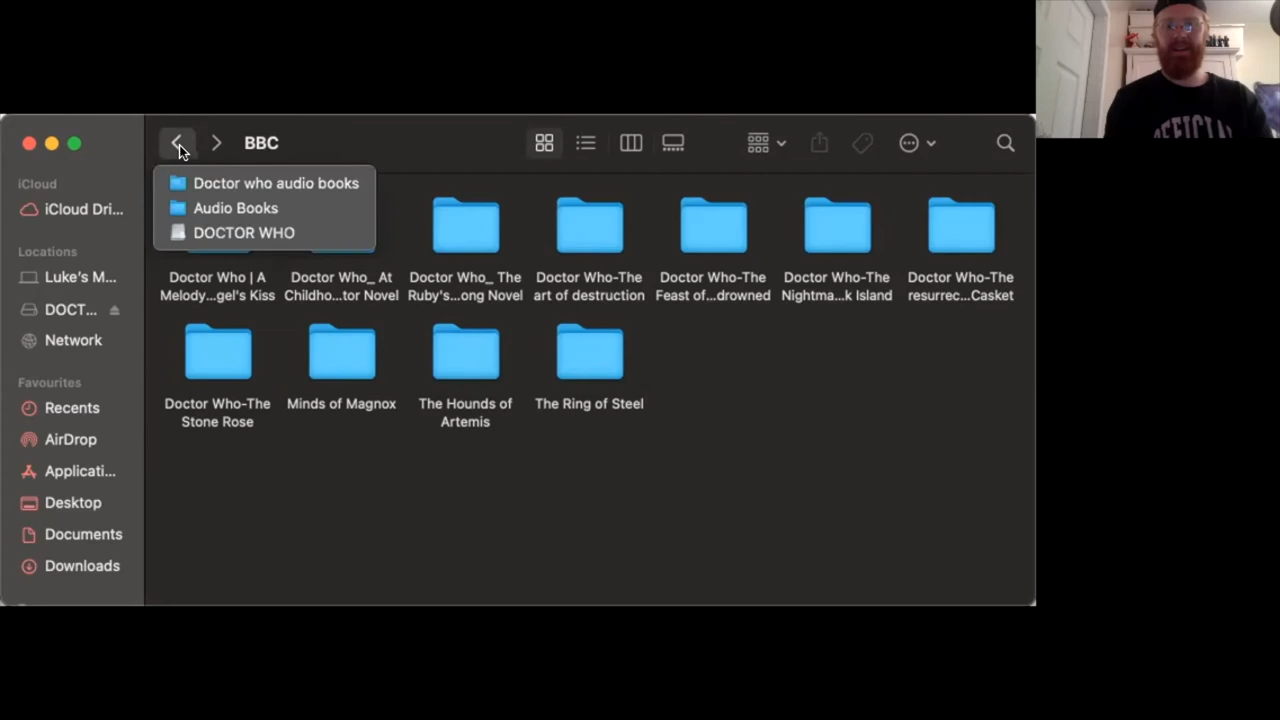 BBC
iCloud
iCloud Dri...
Locations
Luke's M...
DOCT...
Network
Favourites
Recents
AirDrop
Applicati...
Desktop
Documents
Downloads
Doctor who audio books
Audio Books
DOCTOR WHO
Doctor Who | A
Melody...gel's Kiss
Doctor Who_ At
Childho...tor Novel
Doctor Who_ The
Ruby's...ong Novel
Doctor Who-The
art of destruction
Doctor Who-The
Feast of...drowned
Doctor Who-The
Nightma...k Island
Doctor Who-The
resurrec...Casket
Doctor Who-The
Stone Rose
Minds of Magnox
The Hounds of
Artemis
The Ring of Steel
OFFICIAL